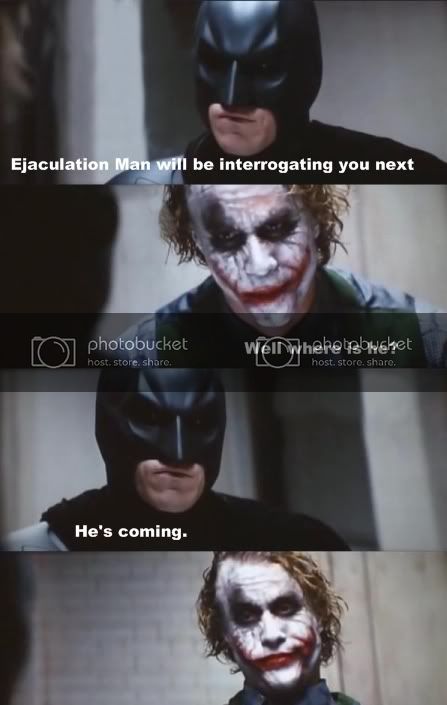 Ejaculation Man will be interrogating you next
photobucket photobucket
Well where is he?
host. store. share. host. store. share.
He's coming.